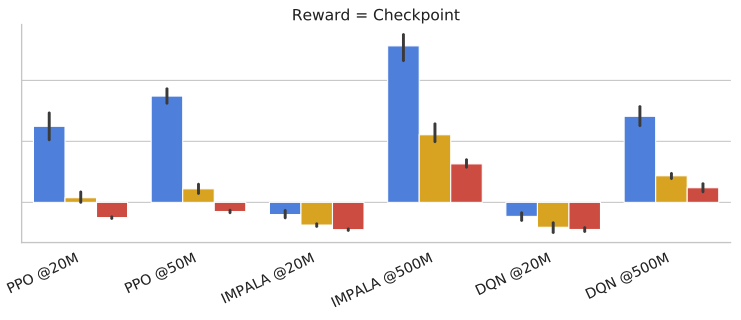 Reward = Checkpoint
PPO @20M
PPO @50M
IMPALA @20M
IMPALA @500M
DQN @20M
DQN @500M